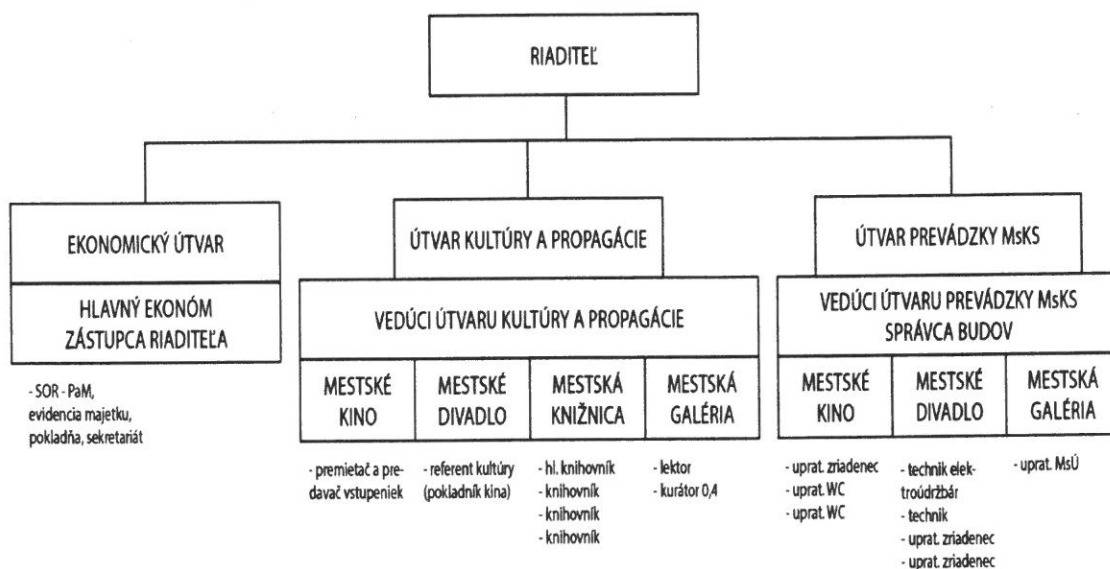 RIADITEĽ
EKONOMICKÝ ÚTVAR
HLAVNÝ EKONÓM
ZÁSTUPCA RIADITEĽA
- SOR - PaM,
evidencia majetku,
pokladňa, sekretariát
ÚTVAR KULTÚRY A PROPAGÁCIE
VEDÚCI ÚTVARU KULTÚRY A PROPAGÁCIE
MESTSKÉ
KINO
- premietač a pre-
davač vstupeniek
MESTSKÉ
DIVADLO
- referent kultúry
(pokladník kina)
MESTSKÁ
KNIŽNICA
- hl. knihovník
- knihovník
- knihovník
- knihovník
MESTSKÁ
GALÉRIA
- lektor
- kurátor 0,4
ÚTVAR PREVÁDZKY MsKS
VEDÚCI ÚTVARU PREVÁDZKY MsKS
SPRÁVCA BUDOV
MESTSKÉ
KINO
- uprat. zriadenec
- uprat. WC
- uprat. WC
MESTSKÉ
DIVADLO
- technik elek-
troúdržbár
- technik
- uprat. zriadenec
- uprat. zriadenec
MESTSKÁ
GALÉRIA
- uprat. MsÚ